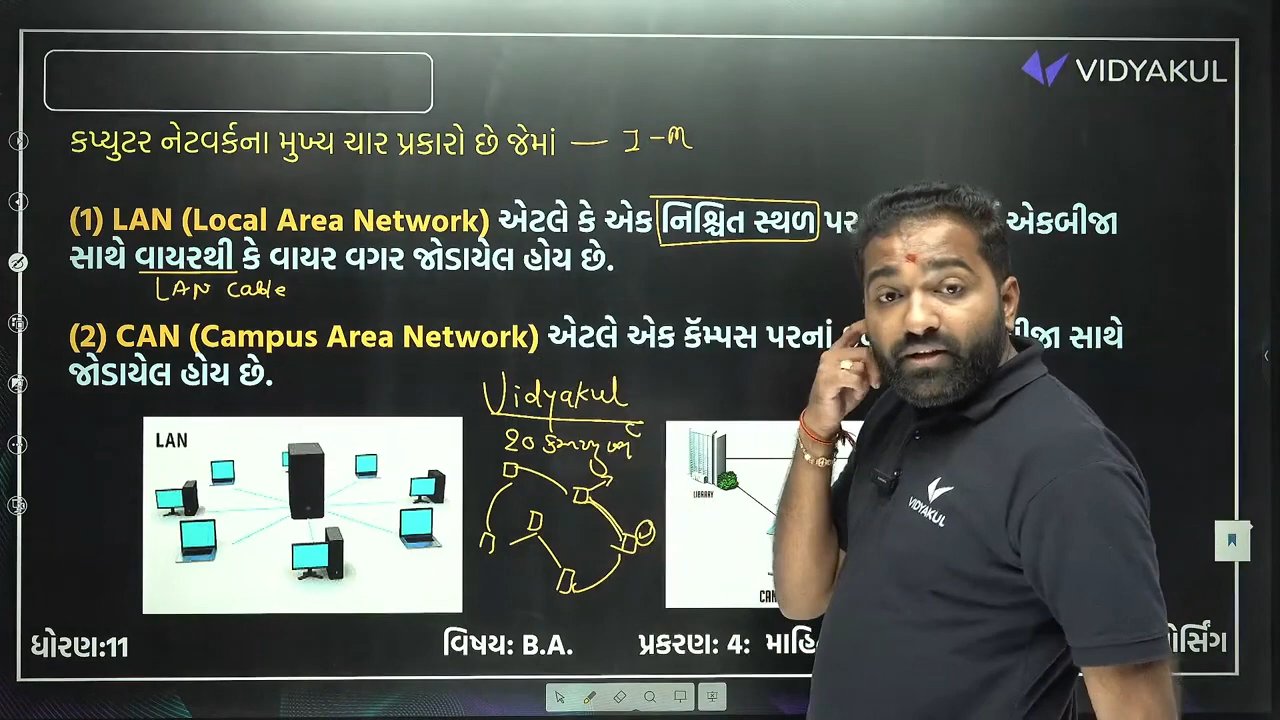 VIDYAKUL
કપ્યુટર નેટવર્કના મુખ્ય ચાર પ્રકારો છે જેમાં — I-M
(1) LAN (Local Area Network) એટલે કે એક નિશ્ચિત સ્થળ પર એકબીજા
સાથે વાયરથી કે વાયર વગર જોડાયેલ હોય છે.
LAN Cable
(2) CAN (Campus Area Network) એટલે એક કૅમ્પસ પરનાં સાથે
જોડાયેલ હોય છે.
Vidyakul
20
LAN
LIBRARY
VIDYAKUL
ધોરણ:11 વિષય: B.A. પ્રકરણ: 4: